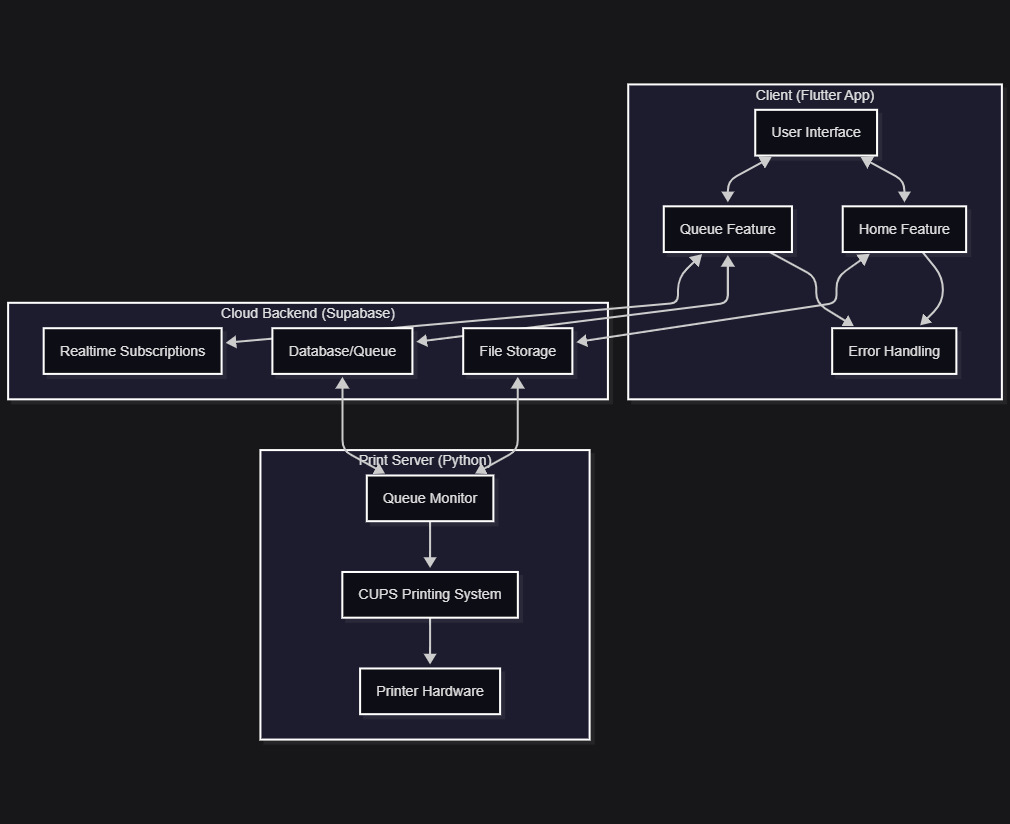 Client (Flutter App)
User Interface
Queue Feature
Home Feature
Error Handling
Cloud Backend (Supabase)
Realtime Subscriptions
Database/Queue
File Storage
Print Server (Python)
Queue Monitor
CUPS Printing System
Printer Hardware